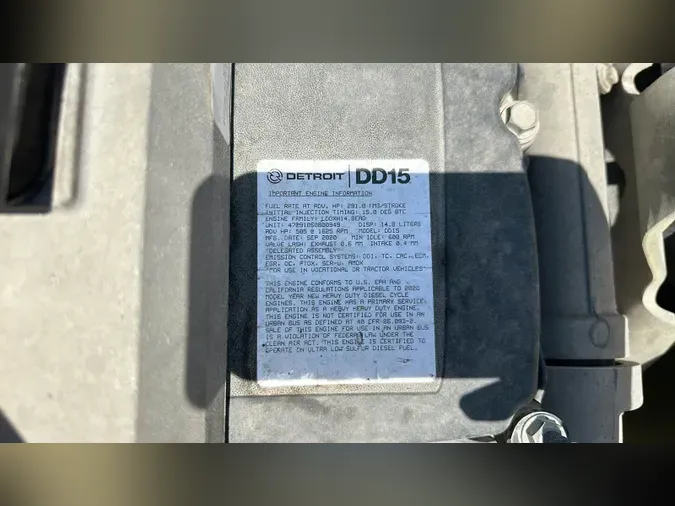 DETROIT DD15
IMPORTANT ENGINE INFORMATION
FUEL RATE AT ADV. HP: 291.0 MM3/STROKE
INITIAL INJECTION TIMING: 15.0 DEG BTC
ENGINE FAMILY: LDDXH14.8EAD
UNIT: 472910S0800949 DISP: 14.8 LITERS
ADV HP: 505 @ 1625 RPM MODEL: DD15
MFG. DATE: SEP 2020 MIN IDLE: 600 RPM
VALVE LASH: EXHAUST 0.6 MM INTAKE 0.4 MM
"DELEGATED ASSEMBLY"
EMISSION CONTROL SYSTEMS: DDI, TC, CAC, ECM,
EGR, OC, PTOX, SCR-U, AMOX
"FOR USE IN VOCATIONAL OR TRACTOR VEHICLES"
THIS ENGINE CONFORMS TO U.S. EPA AND
CALIFORNIA REGULATIONS APPLICABLE TO 2020
MODEL YEAR NEW HEAVY DUTY DIESEL CYCLE
ENGINES. THIS ENGINE HAS A PRIMARY SERVICE
APPLICATION AS A HEAVY HEAVY DUTY ENGINE.
THIS ENGINE IS NOT CERTIFIED FOR USE IN AN
URBAN BUS AS DEFINED AT 40 CFR-86.093-2.
SALE OF THIS ENGINE FOR USE IN AN URBAN BUS
IS A VIOLATION OF FEDERAL LAW UNDER THE
CLEAN AIR ACT. THIS ENGINE IS CERTIFIED TO
OPERATE ON ULTRA LOW SULFUR DIESEL FUEL.